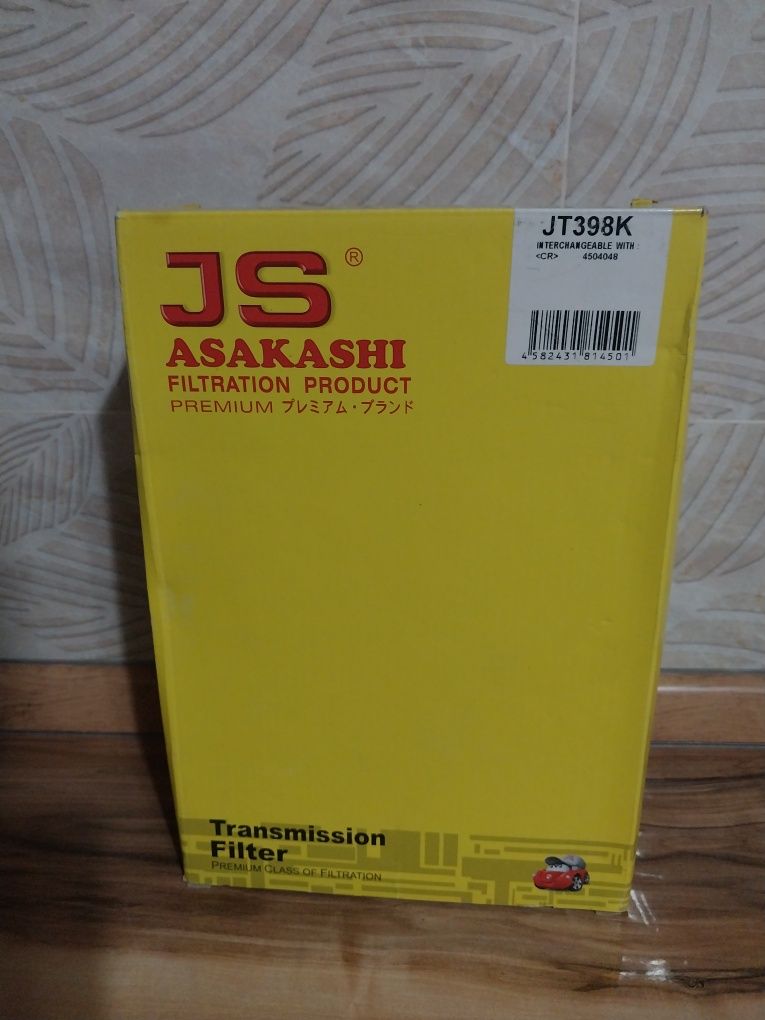 JT398K
INTERCHANGEABLE WITH :
<CR> 4504048
4 582431 814501
JS ®
ASAKASHI
FILTRATION PRODUCT
PREMIUM プレミアム・ブランド
Transmission
Filter
PREMIUM CLASS OF FILTRATION